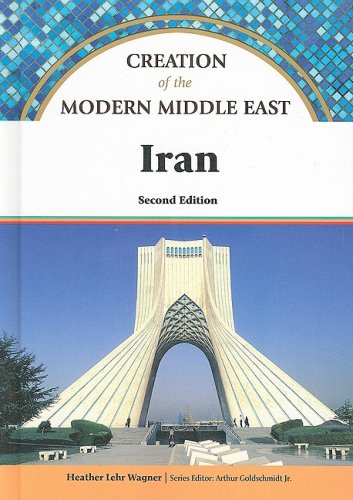 CREATION
of the
MODERN MIDDLE EAST
Iran
Second Edition
Heather Lehr Wagner | Series Editor: Arthur Goldschmidt Jr.